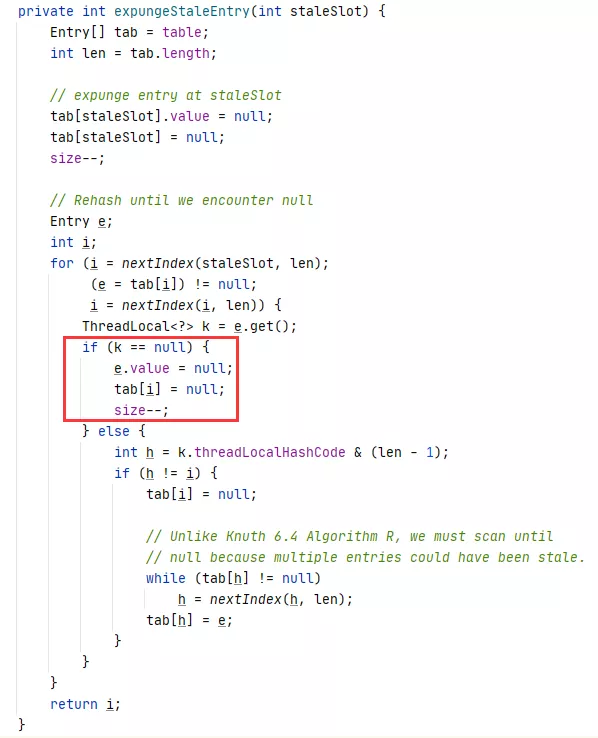 private int expungeStaleEntry(int staleSlot) {
    Entry[] tab = table;
    int len = tab.length;

    // expunge entry at staleSlot
    tab[staleSlot].value = null;
    tab[staleSlot] = null;
    size--;

    // Rehash until we encounter null
    Entry e;
    int i;
    for (i = nextIndex(staleSlot, len);
         (e = tab[i]) != null;
         i = nextIndex(i, len)) {
        ThreadLocal<?> k = e.get();
        if (k == null) {
            e.value = null;
            tab[i] = null;
            size--;
        } else {
            int h = k.threadLocalHashCode & (len - 1);
            if (h != i) {
                tab[i] = null;

                // Unlike Knuth 6.4 Algorithm R, we must scan until
                // null because multiple entries could have been stale.
                while (tab[h] != null)
                    h = nextIndex(h, len);
                tab[h] = e;
            }
        }
    }
    return i;
}